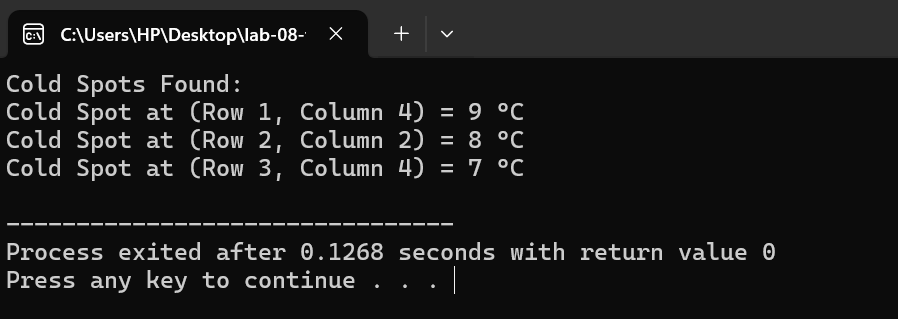 C:\Users\HP\Desktop\lab-08-
Cold Spots Found:
Cold Spot at (Row 1, Column 4) = 9 °C
Cold Spot at (Row 2, Column 2) = 8 °C
Cold Spot at (Row 3, Column 4) = 7 °C
--------------------------------
Process exited after 0.1268 seconds with return value 0
Press any key to continue . . .